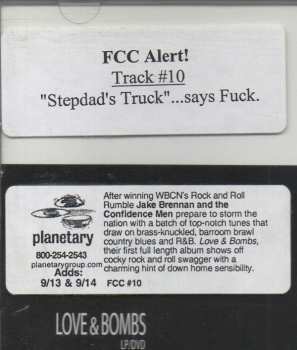 FCC Alert!
Track #10
"Stepdad's Truck"...says Fuck.
After winning WBCN's Rock and Roll
Rumble Jake Brennan and the
Confidence Men prepare to storm the
nation with a batch of top-notch tunes that
draw on brass-knuckled, barroom brawl
country blues and R&B. Love & Bombs,
their first full length album shows off
cocky rock and roll swagger with a
charming hint of down home sensibility.
FCC #10
planetary
800-254-2543
planetarygroup.com
Adds:
9/13 & 9/14
LOVE & BOMBS
LP/DVD